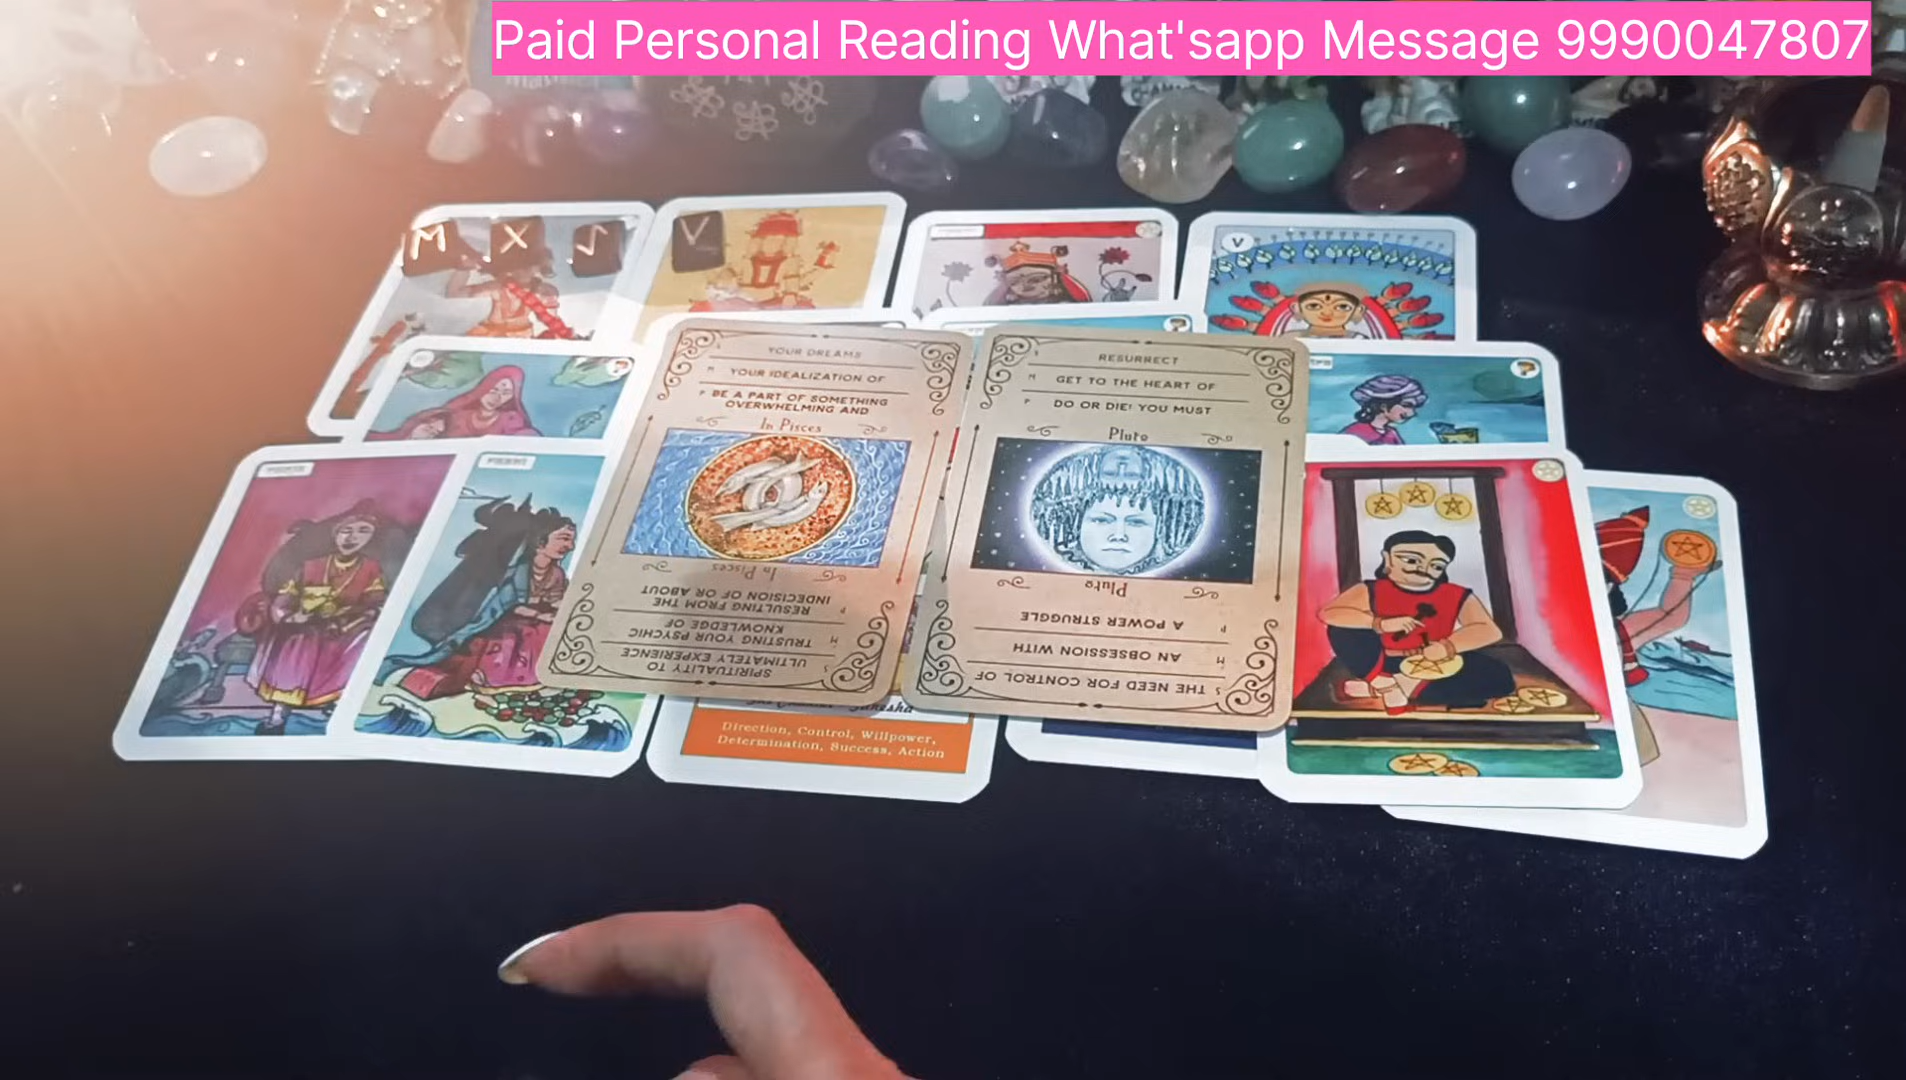 Paid Personal Reading What'sapp Message 9990047807
M X
V
YOUR DREAMS
M YOUR IDEALIZATION OF
P BE A PART OF SOMETHING
OVERWHELMING AND
In Pisces
In Pisces
P RESULTING FROM THE
INDECISION OF OR ABOUT
M TRUSTING YOUR PSYCHIC
KNOWLEDGE OF
S SPIRITUALITY TO
ULTIMATELY EXPERIENCE
S RESURRECT
M GET TO THE HEART OF
P DO OR DIE! YOU MUST
Pluto
Pluto
P A POWER STRUGGLE
M AN OBSESSION WITH
S THE NEED FOR CONTROL OF
Direction, Control, Willpower,
Determination, Success, Action